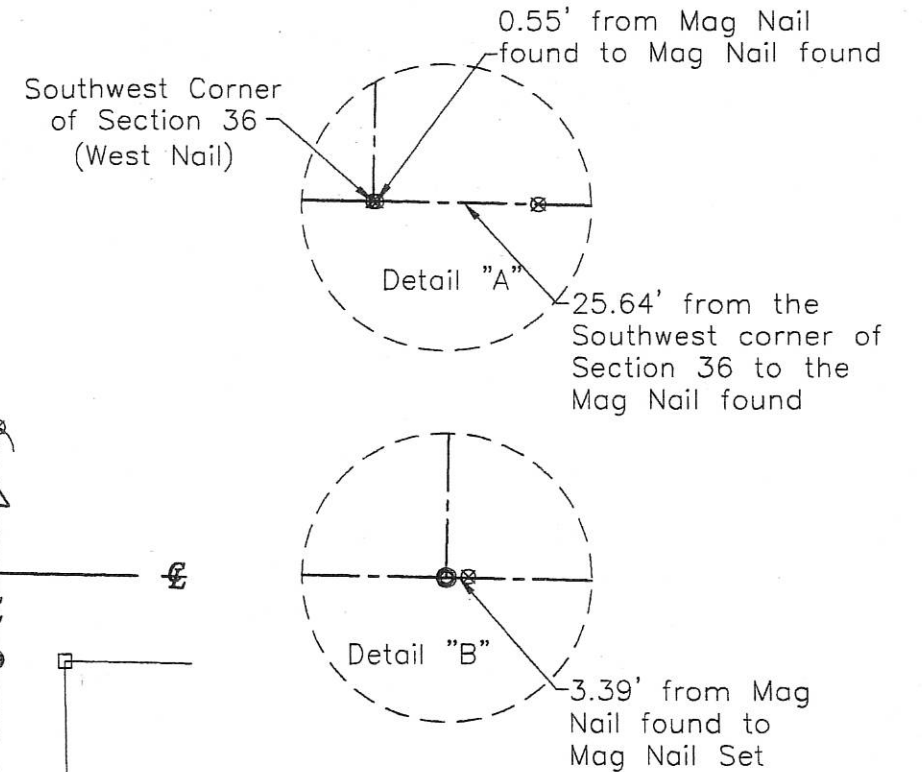 0.55' from Mag Nail
found to Mag Nail found
Southwest Corner
of Section 36
(West Nail)
Detail "A"
25.64' from the
Southwest corner of
Section 36 to the
Mag Nail found
℄
Detail "B"
3.39' from Mag
Nail found to
Mag Nail Set